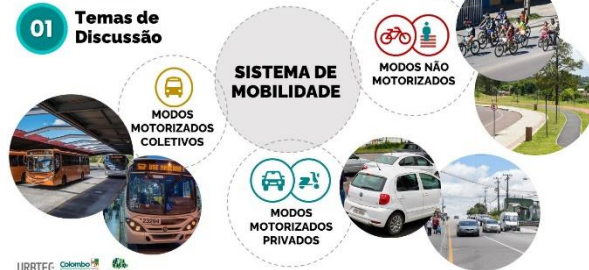 01
Temas de
Discussão
SISTEMA DE
MOBILIDADE
MODOS NÃO
MOTORIZADOS
MODOS
MOTORIZADOS
COLETIVOS
MODOS
MOTORIZADOS
PRIVADOS
URBTEC
Colombo